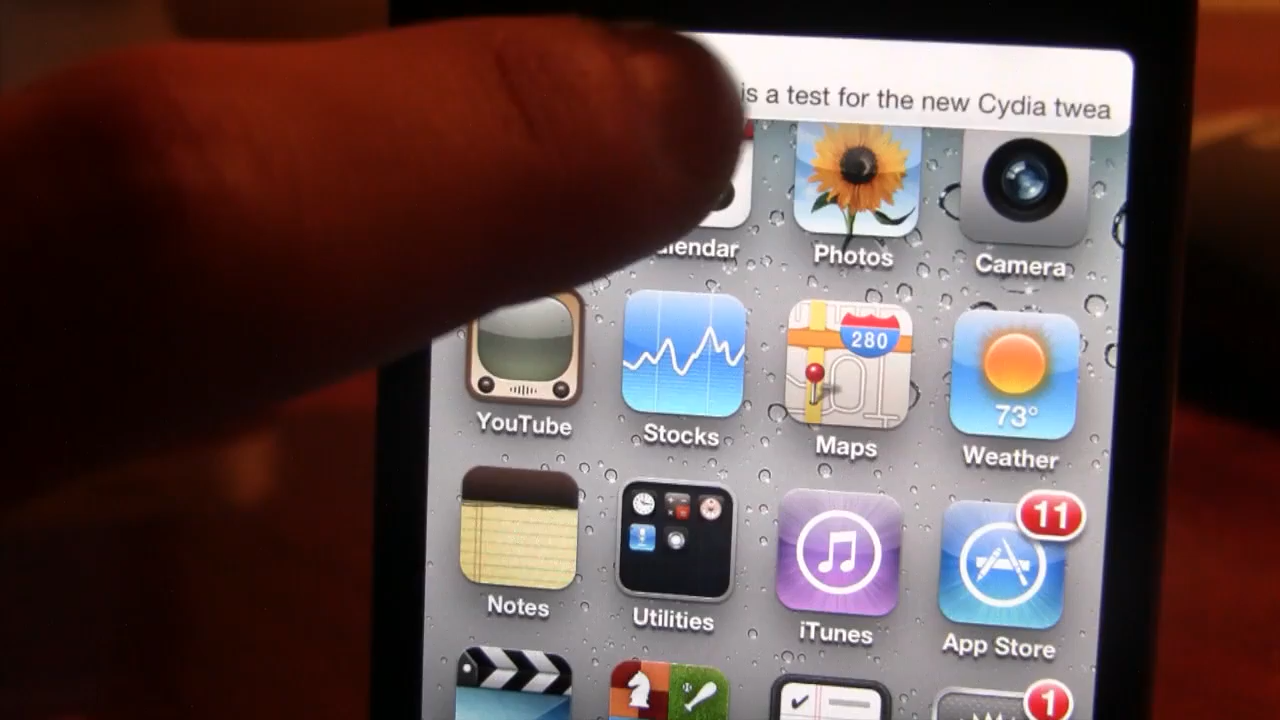 is a test for the new Cydia twea
alendar
Photos
Camera
280
73°
YouTube
Stocks
Maps
Weather
11
Notes
Utilities
iTunes
App Store
1